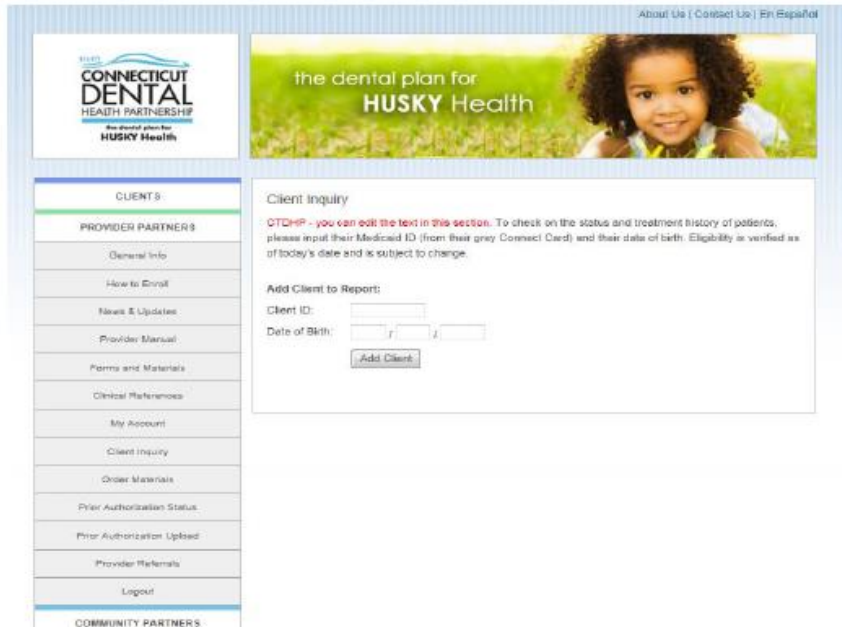 About Us | Contact Us | En Español
CONNECTICUT
DENTAL
HEALTH PARTNERSHIP
the dental plan for
HUSKY Health
the dental plan for
HUSKY Health
CLIENTS
PROVIDER PARTNERS
General Info
How to Enroll
News & Updates
Provider Manual
Forms and Materials
Clinical References
My Account
Client Inquiry
Order Materials
Prior Authorization Status
Prior Authorization Upload
Provider Referrals
Logout
COMMUNITY PARTNERS
Client Inquiry
CTDHP - you can edit the text in this section. To check on the status and treatment history of patients,
please input their Medicaid ID (from their grey Connect Card) and their date of birth. Eligibility is verified as
of today's date and is subject to change.
Add Client to Report:
Client ID:
Date of Birth: / /
Add Client